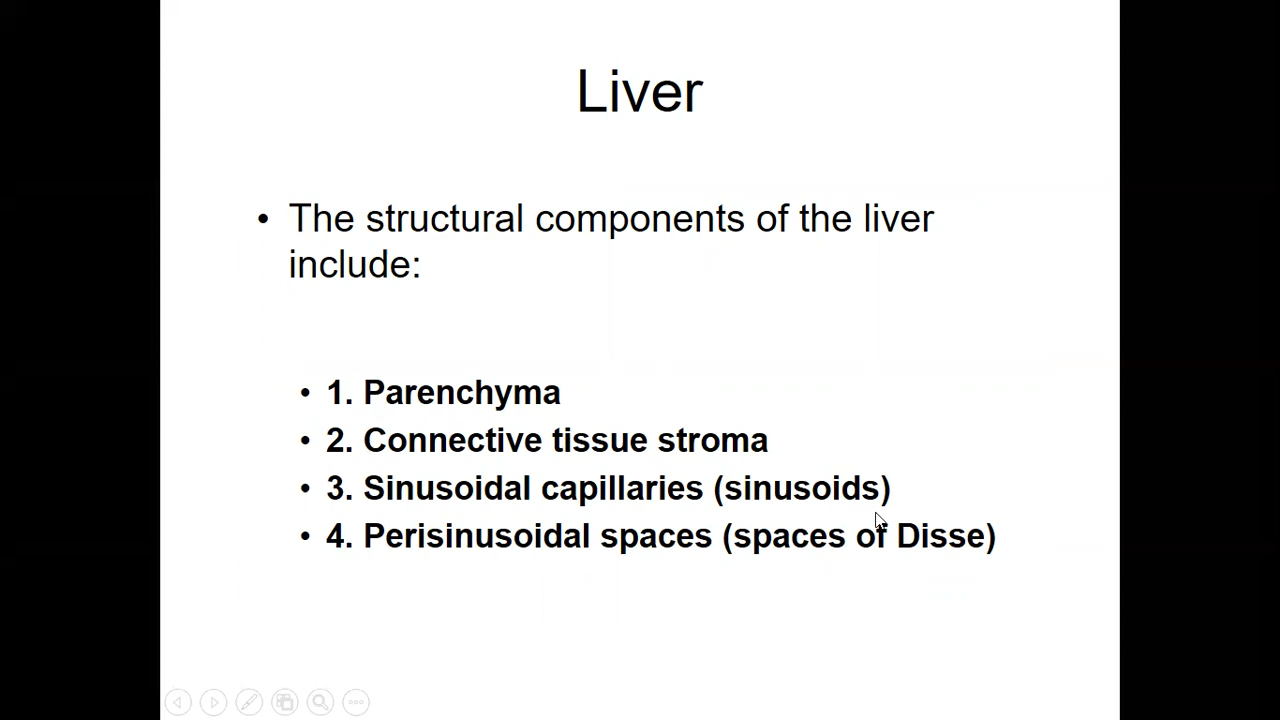 Liver
• The structural components of the liver
include:
• 1. Parenchyma
• 2. Connective tissue stroma
• 3. Sinusoidal capillaries (sinusoids)
• 4. Perisinusoidal spaces (spaces of Disse)